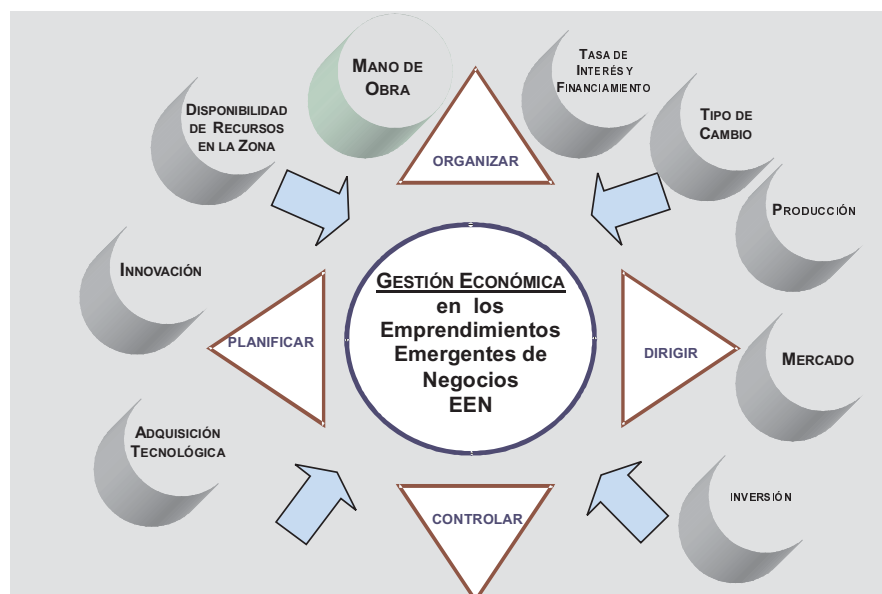 MANO DE
OBRA
TASA DE
INTERÉS Y
FINANCIAMIENTO
DISPONIBILIDAD
DE RECURSOS
EN LA ZONA
TIPO DE
CAMBIO
ORGANIZAR
PRODUCCIÓN
INNOVACIÓN
GESTIÓN ECONÓMICA
en los
Emprendimientos
Emergentes de
Negocios
EEN
PLANIFICAR
DIRIGIR
MERCADO
ADQUISICIÓN
TECNOLÓGICA
CONTROLAR
INVERSIÓN